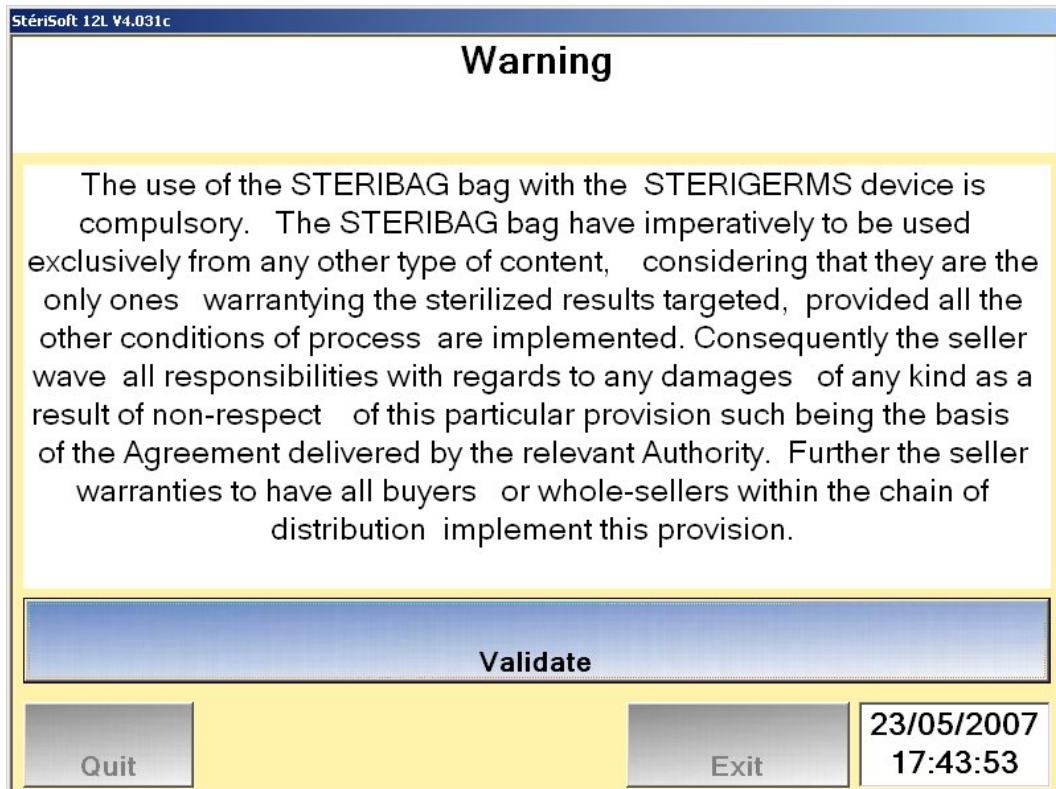 StériSoft 12L V4.031c
Warning
The use of the STERIBAG bag with the STERIGERMS device is
compulsory. The STERIBAG bag have imperatively to be used
exclusively from any other type of content, considering that they are the
only ones warrantying the sterilized results targeted, provided all the
other conditions of process are implemented. Consequently the seller
wave all responsibilities with regards to any damages of any kind as a
result of non-respect of this particular provision such being the basis
of the Agreement delivered by the relevant Authority. Further the seller
warranties to have all buyers or whole-sellers within the chain of
distribution implement this provision.
Validate
Quit
Exit
23/05/2007
17:43:53